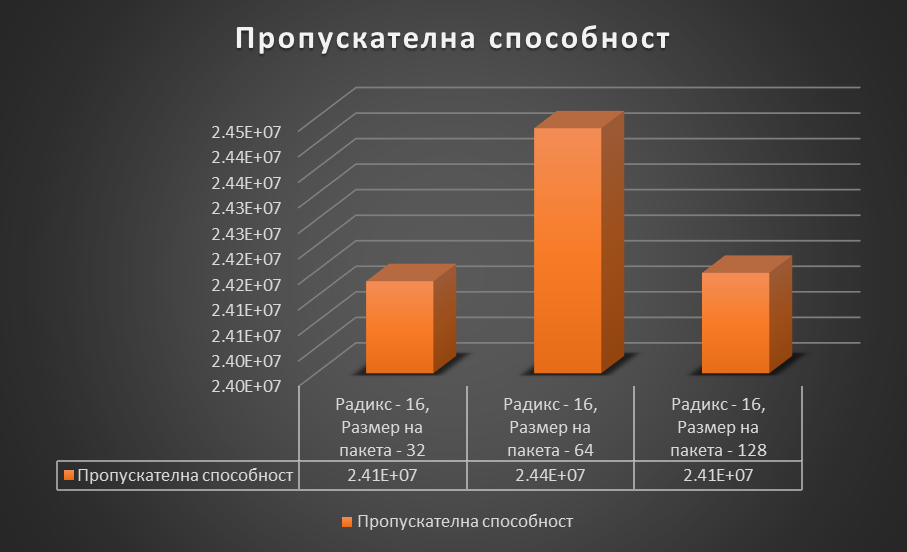 Пропускателна способност
2.45E+07
2.44E+07
2.44E+07
2.43E+07
2.43E+07
2.42E+07
2.42E+07
2.41E+07
2.41E+07
2.40E+07
2.40E+07
Радикс - 16,
Размер на
пакета - 32
Радикс - 16,
Размер на
пакета - 64
Радикс - 16,
Размер на
пакета - 128
Пропускателна способност 2.41E+07 2.44E+07 2.41E+07
Пропускателна способност